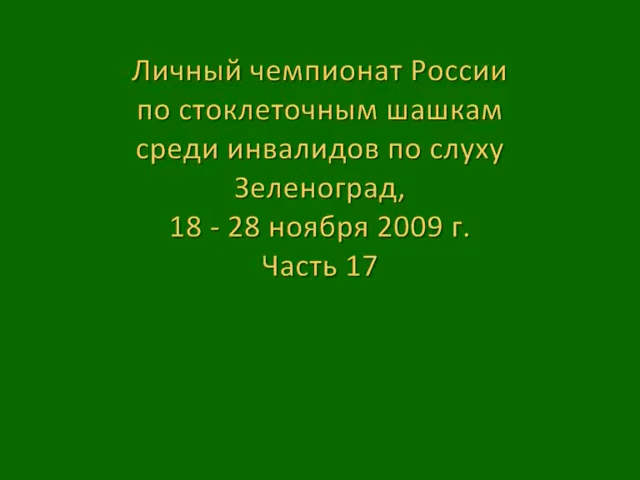 Личный чемпионат России
по стоклеточным шашкам
среди инвалидов по слуху
Зеленоград,
18 - 28 ноября 2009 г.
Часть 17